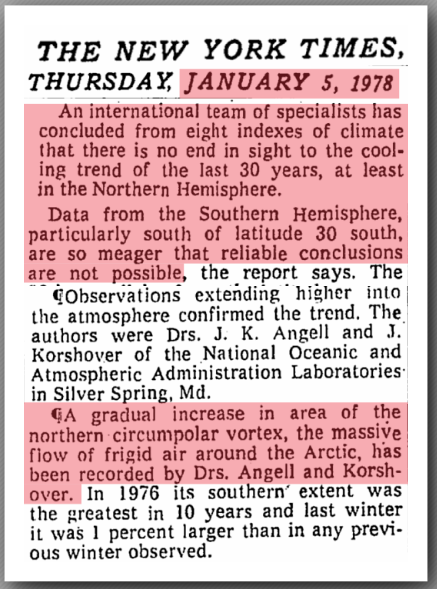 THE NEW YORK TIMES,
THURSDAY, JANUARY 5, 1978
An international team of specialists has
concluded from eight indexes of climate
that there is no end in sight to the cool-
ing trend of the last 30 years, at least
in the Northern Hemisphere.
Data from the Southern Hemisphere,
particularly south of latitude 30 south,
are so meager that reliable conclusions
are not possible, the report says. The
¶Observations extending higher into
the atmosphere confirmed the trend. The
authors were Drs. J. K. Angell and J.
Korshover of the National Oceanic and
Atmospheric Administration Laboratories
in Silver Spring, Md.
¶A gradual increase in area of the
northern circumpolar vortex, the massive
flow of frigid air around the Arctic, has
been recorded by Drs. Angell and Korsh-
over. In 1976 its southern extent was
the greatest in 10 years and last winter
it was 1 percent larger than in any previ-
ous winter observed.